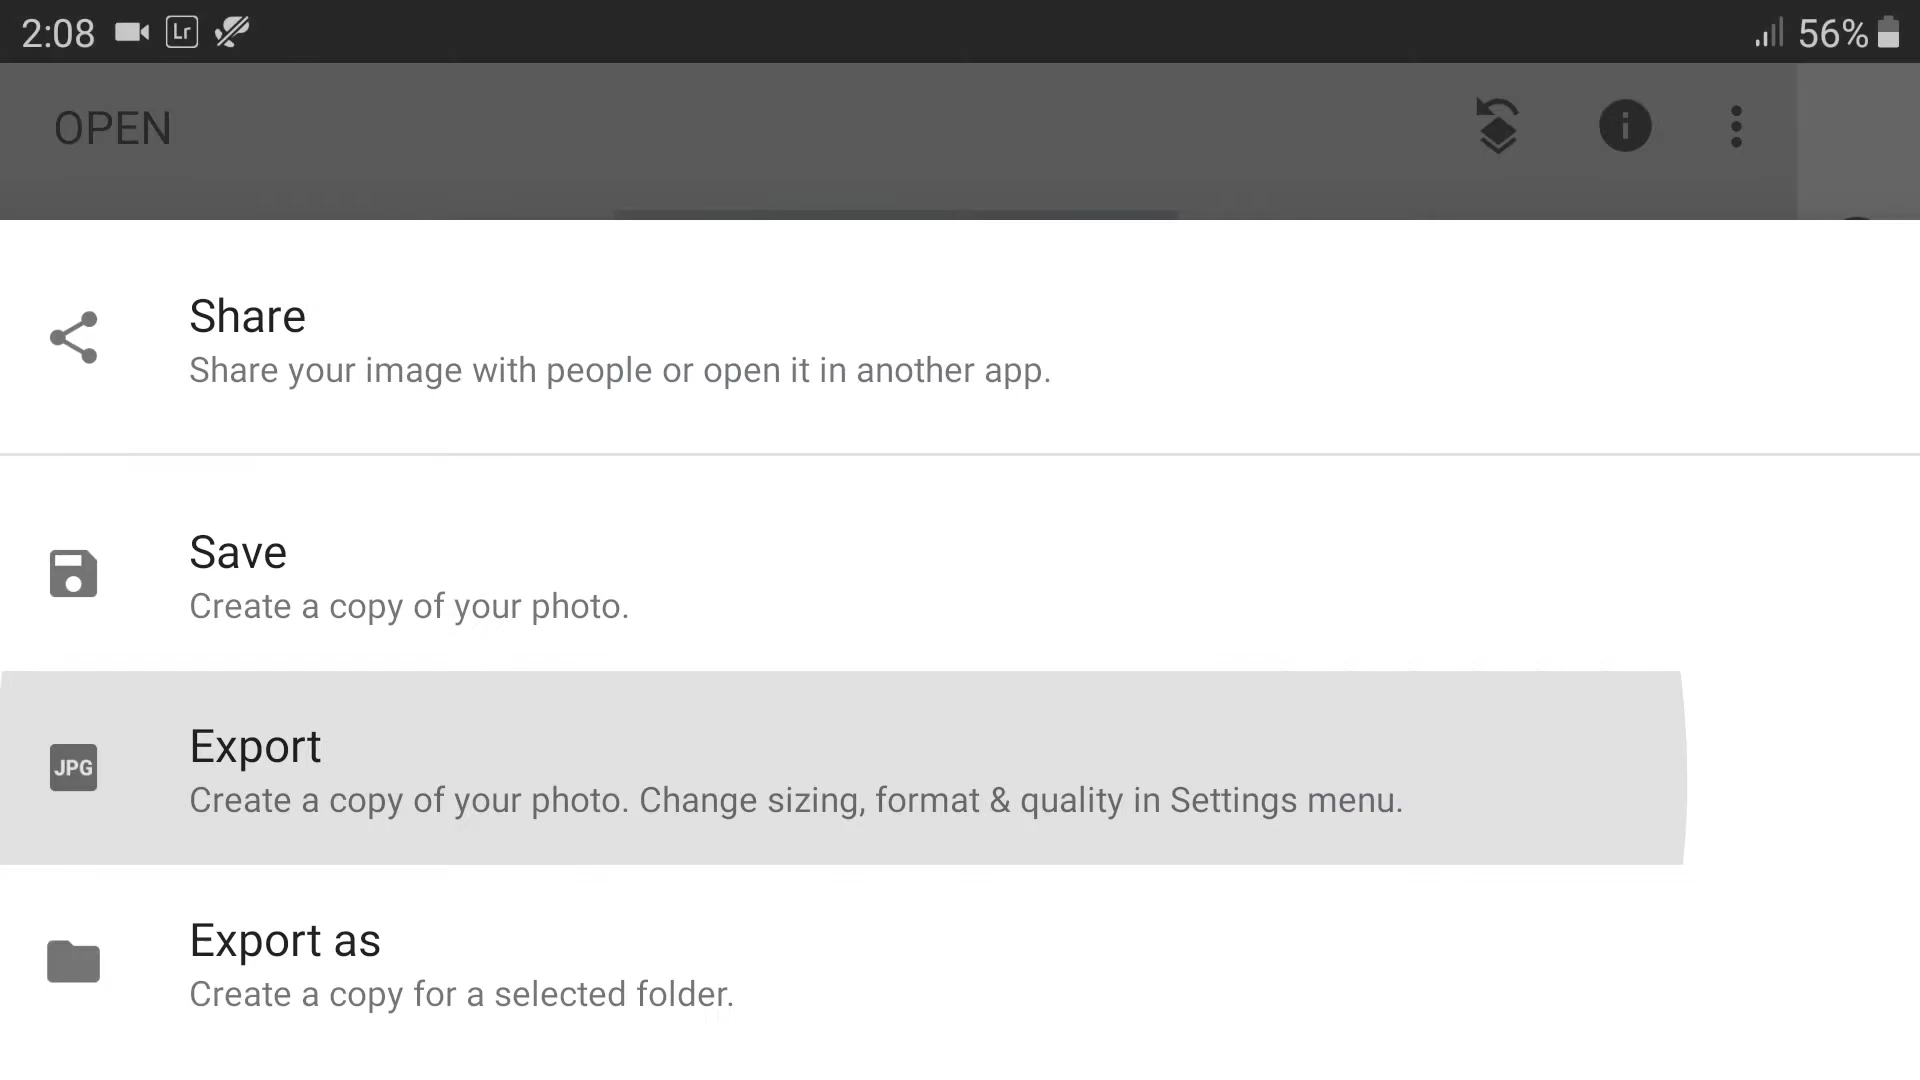 2:08 Lr 56%
OPEN
Share
Share your image with people or open it in another app.
Save
Create a copy of your photo.
JPG
Export
Create a copy of your photo. Change sizing, format & quality in Settings menu.
Export as
Create a copy for a selected folder.